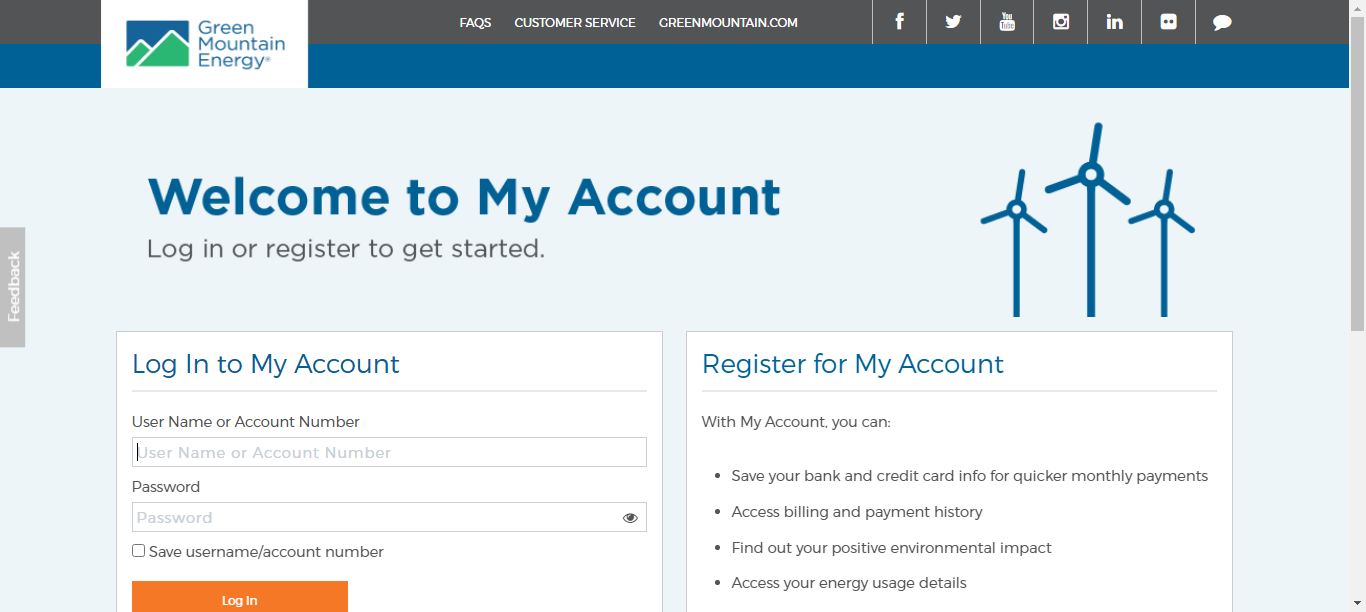 Green
Mountain
Energy®
FAQS CUSTOMER SERVICE GREENMOUNTAIN.COM
You
Tube
Welcome to My Account
Log in or register to get started.
Feedback
Log In to My Account
User Name or Account Number
User Name or Account Number
Password
Password
Save username/account number
Log In
Register for My Account
With My Account, you can:
Save your bank and credit card info for quicker monthly payments
Access billing and payment history
Find out your positive environmental impact
Access your energy usage details